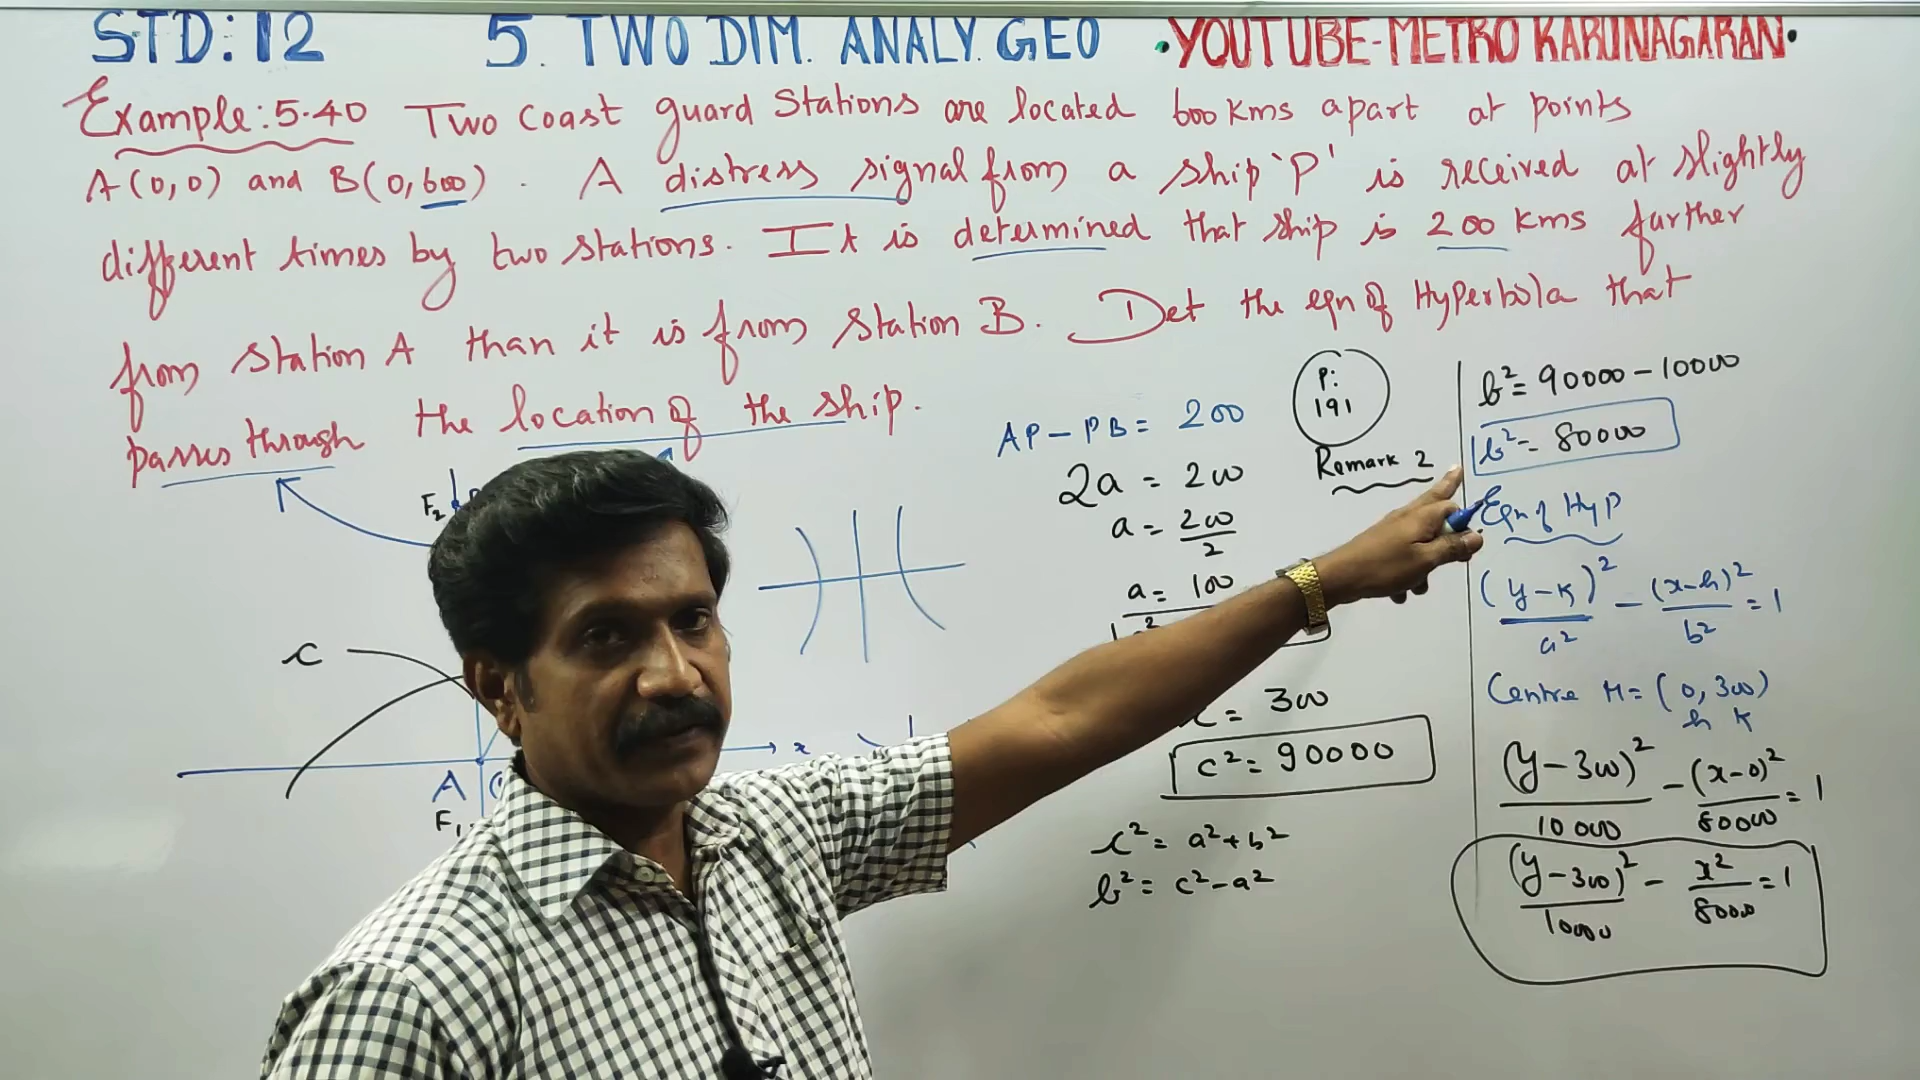 STD: 12 5. TWO DIM. ANALY. GEO •YOUTUBE-METRO KARUNAGARAN•
Example: 5.40 Two coast guard stations are located 600 kms apart at points
A(0,0) and B(0,600). A distress signal from a ship 'P' is received at slightly
different times by two stations. It is determined that ship is 200 kms further
from station A than it is from station B. Det the eqn of Hyperbola that
passes through the location of the ship.
F₂
c
x
A
F₁
AP - PB = 200
2a = 200
a = 200/2
a = 100
c = 300
c² = 90000
c² = a² + b²
b² = c² - a²
P:
191
Remark 2
b² = 90000 - 10000
b² = 80000
Eqn of Hyp
(y-k)²/a² - (x-h)²/b² = 1
Centre M = (0, 300)
h k
(y-300)²/10000 - (x-0)²/80000 = 1
(y-300)²/10000 - x²/80000 = 1